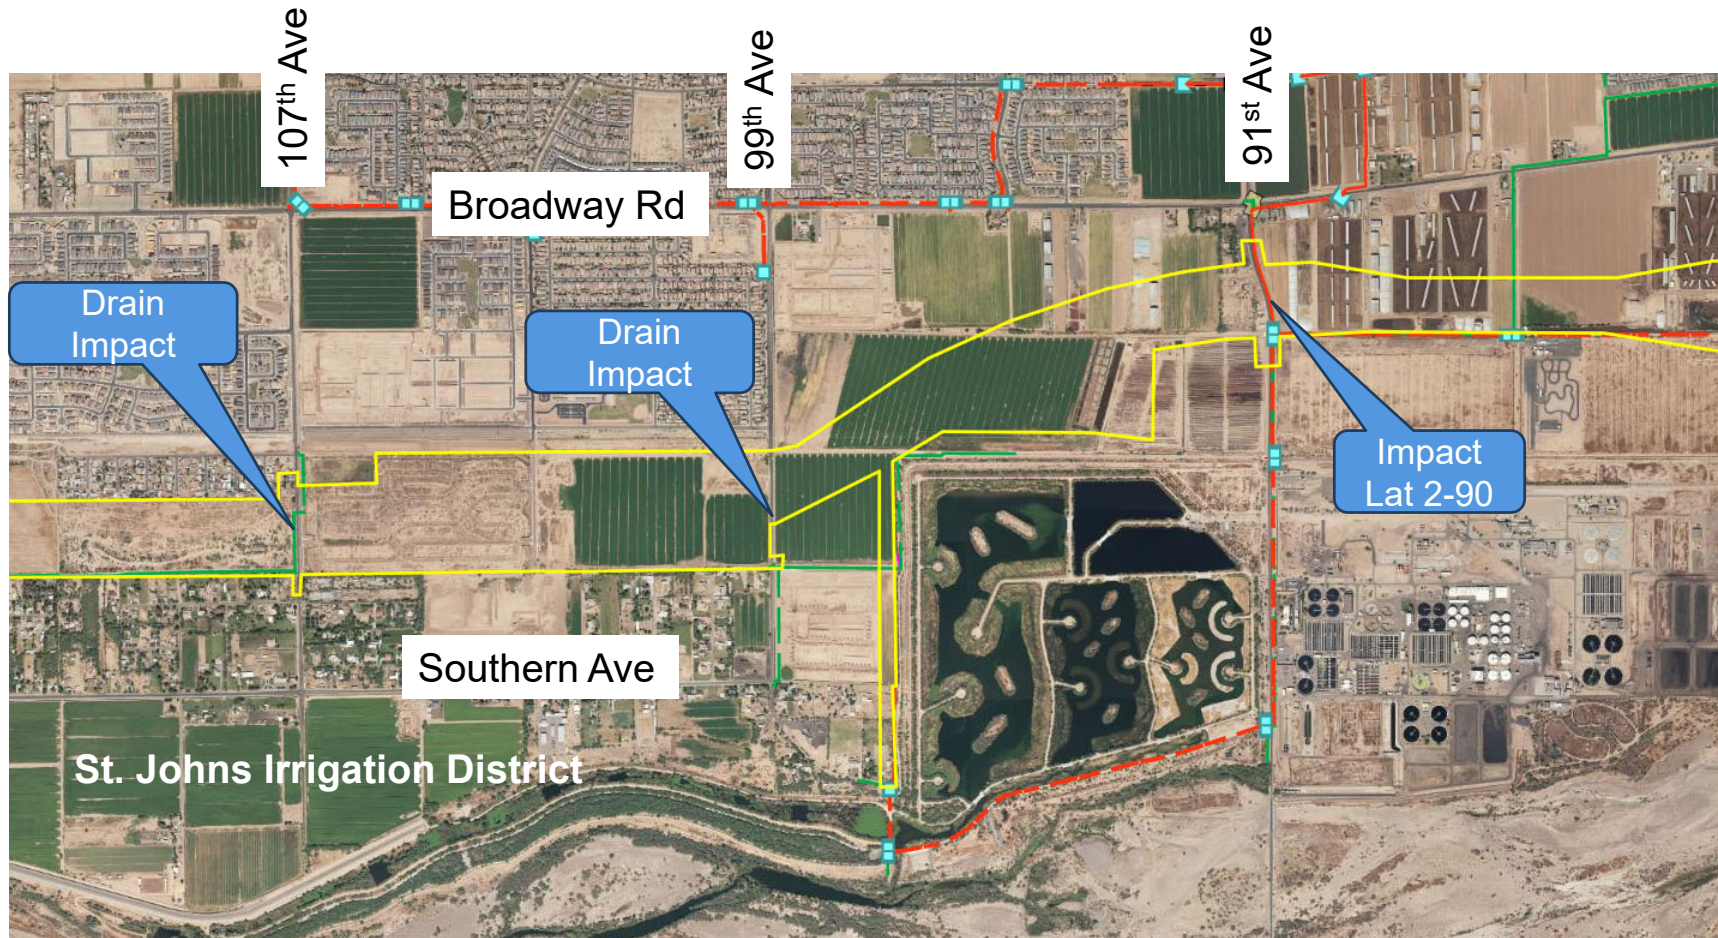 107th Ave
99th Ave
91st Ave
Broadway Rd
Drain
Impact
Drain
Impact
Impact
Lat 2-90
Southern Ave
St. Johns Irrigation District